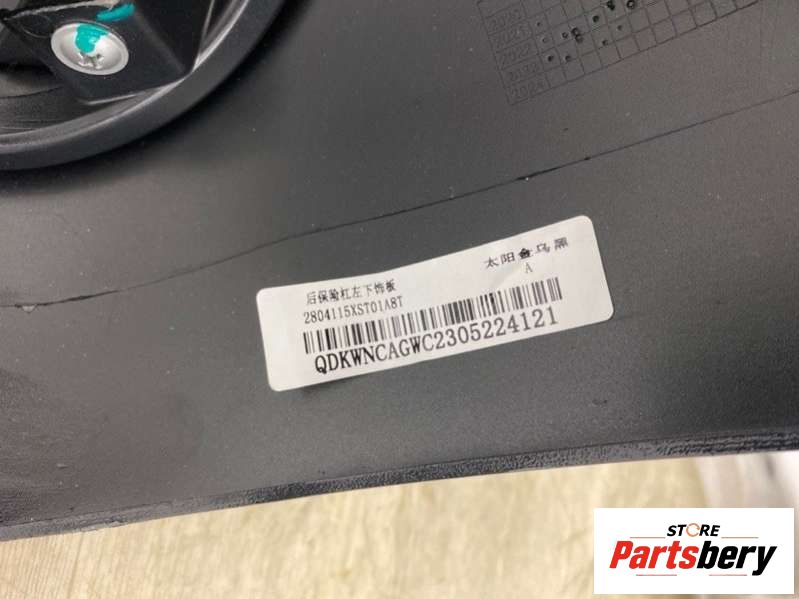 太阳金乌黑
A
后保险杠左下饰板
2804115XST01A8T
QDKWNCAGWC2305224121
STORE
Partsbery